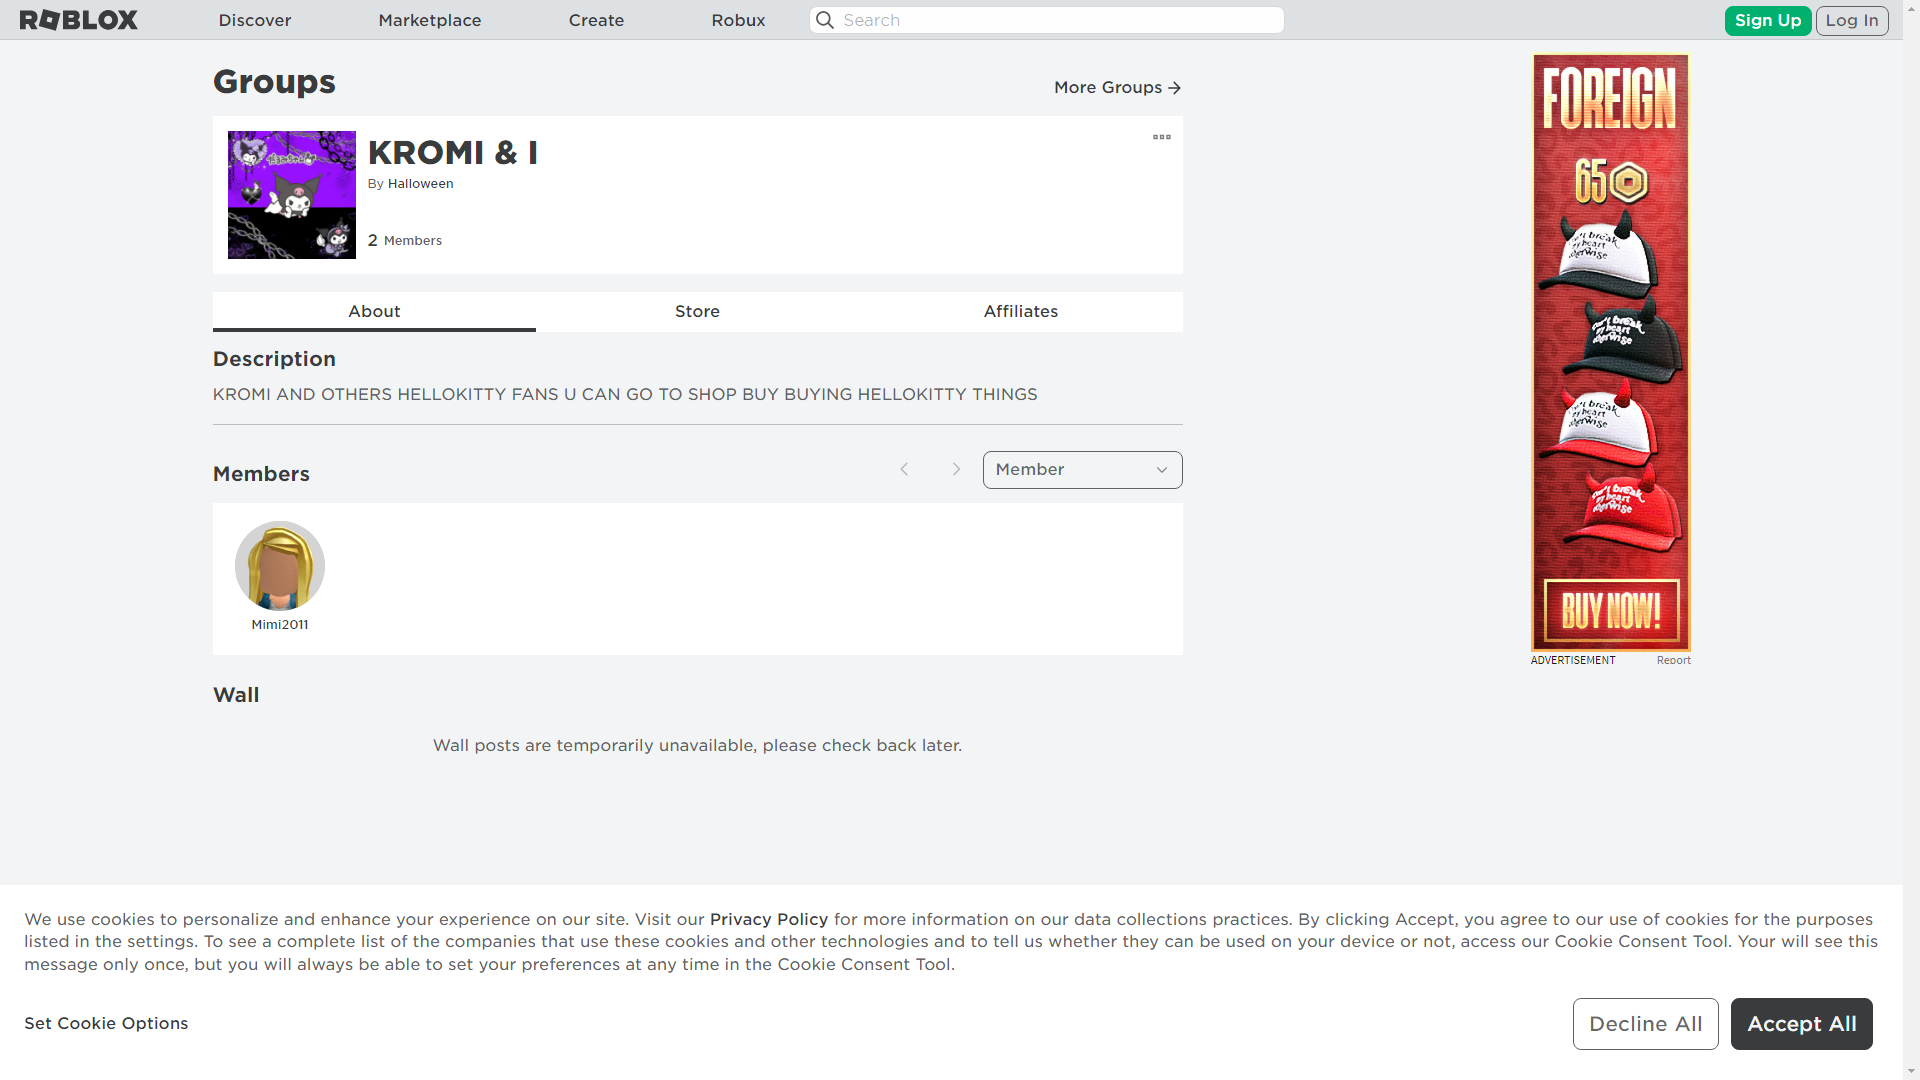 ROBLOX
Discover
Marketplace
Create
Robux
Search
Sign Up
Log In
Groups
More Groups
KROMI & I
By Halloween
2 Members
About
Store
Affiliates
Description
KROMI AND OTHERS HELLOKITTY FANS U CAN GO TO SHOP BUY BUYING HELLOKITTY THINGS
Members
Member
Mimi2011
Wall
Wall posts are temporarily unavailable, please check back later.
FOREIGN
65
BUY NOW!
ADVERTISEMENT
Report
We use cookies to personalize and enhance your experience on our site. Visit our Privacy Policy for more information on our data collections practices. By clicking Accept, you agree to our use of cookies for the purposes
listed in the settings. To see a complete list of the companies that use these cookies and other technologies and to tell us whether they can be used on your device or not, access our Cookie Consent Tool. Your will see this
message only once, but you will always be able to set your preferences at any time in the Cookie Consent Tool.
Set Cookie Options
Decline All
Accept All